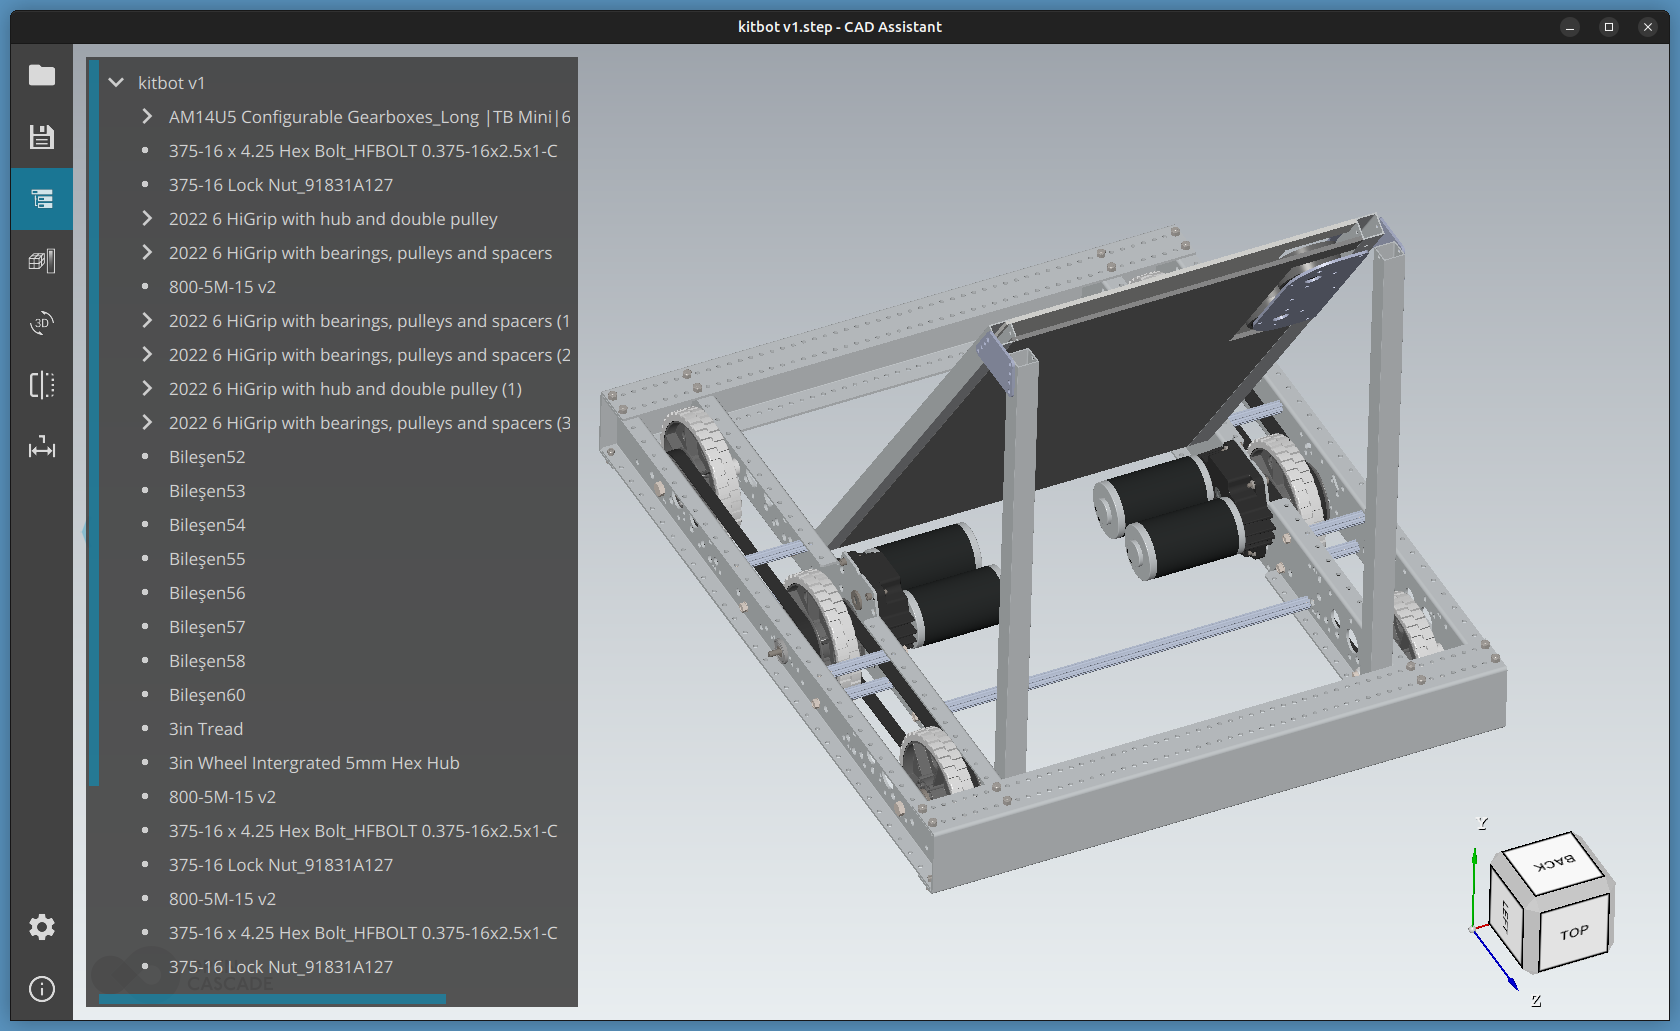 kitbot v1.step - CAD Assistant
kitbot v1
AM14U5 Configurable Gearboxes_Long |TB Mini|6
375-16 x 4.25 Hex Bolt_HFBOLT 0.375-16x2.5x1-C
375-16 Lock Nut_91831A127
2022 6 HiGrip with hub and double pulley
2022 6 HiGrip with bearings, pulleys and spacers
800-5M-15 v2
2022 6 HiGrip with bearings, pulleys and spacers (1
2022 6 HiGrip with bearings, pulleys and spacers (2
2022 6 HiGrip with hub and double pulley (1)
2022 6 HiGrip with bearings, pulleys and spacers (3
Bileşen52
Bileşen53
Bileşen54
Bileşen55
Bileşen56
Bileşen57
Bileşen58
Bileşen60
3in Tread
3in Wheel Intergrated 5mm Hex Hub
800-5M-15 v2
375-16 x 4.25 Hex Bolt_HFBOLT 0.375-16x2.5x1-C
375-16 Lock Nut_91831A127
800-5M-15 v2
375-16 x 4.25 Hex Bolt_HFBOLT 0.375-16x2.5x1-C
375-16 Lock Nut_91831A127
CASCADE
3D
Y
BACK
LEFT
TOP
Z